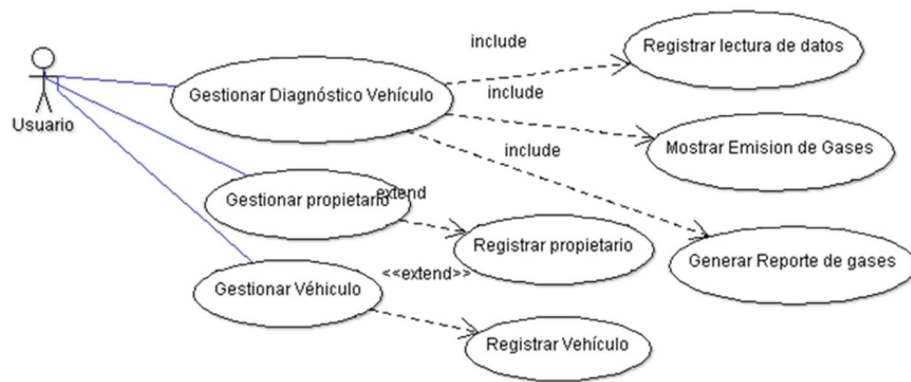 include
Registrar lectura de datos
Usuario
Gestionar Diagnóstico Vehículo
include
include
Mostrar Emision de Gases
Gestionar propietario
extend
Registrar propietario
Generar Reporte de gases
<<extend>>
Gestionar Véhiculo
Registrar Vehículo